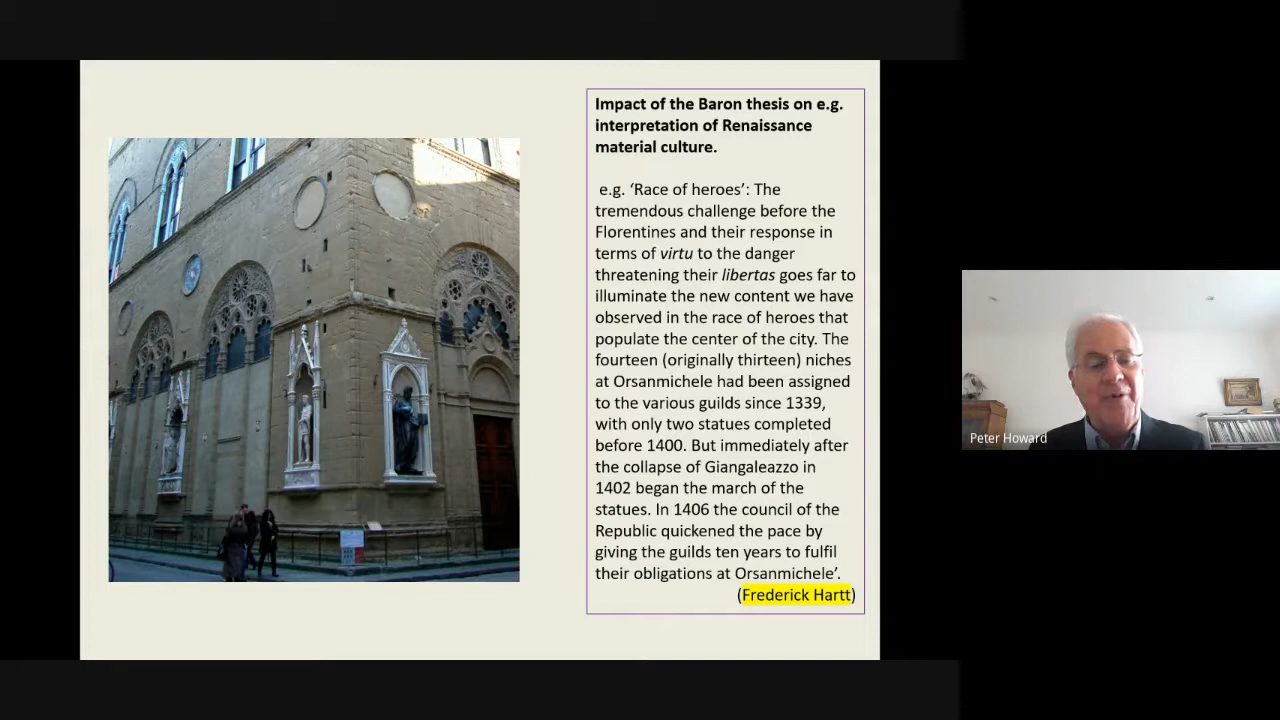 Impact of the Baron thesis on e.g.
interpretation of Renaissance
material culture.
e.g. ‘Race of heroes’: The
tremendous challenge before the
Florentines and their response in
terms of virtu to the danger
threatening their libertas goes far to
illuminate the new content we have
observed in the race of heroes that
populate the center of the city. The
fourteen (originally thirteen) niches
at Orsanmichele had been assigned
to the various guilds since 1339,
with only two statues completed
before 1400. But immediately after
the collapse of Giangaleazzo in
1402 began the march of the
statues. In 1406 the council of the
Republic quickened the pace by
giving the guilds ten years to fulfil
their obligations at Orsanmichele’.
(Frederick Hartt)
Peter Howard